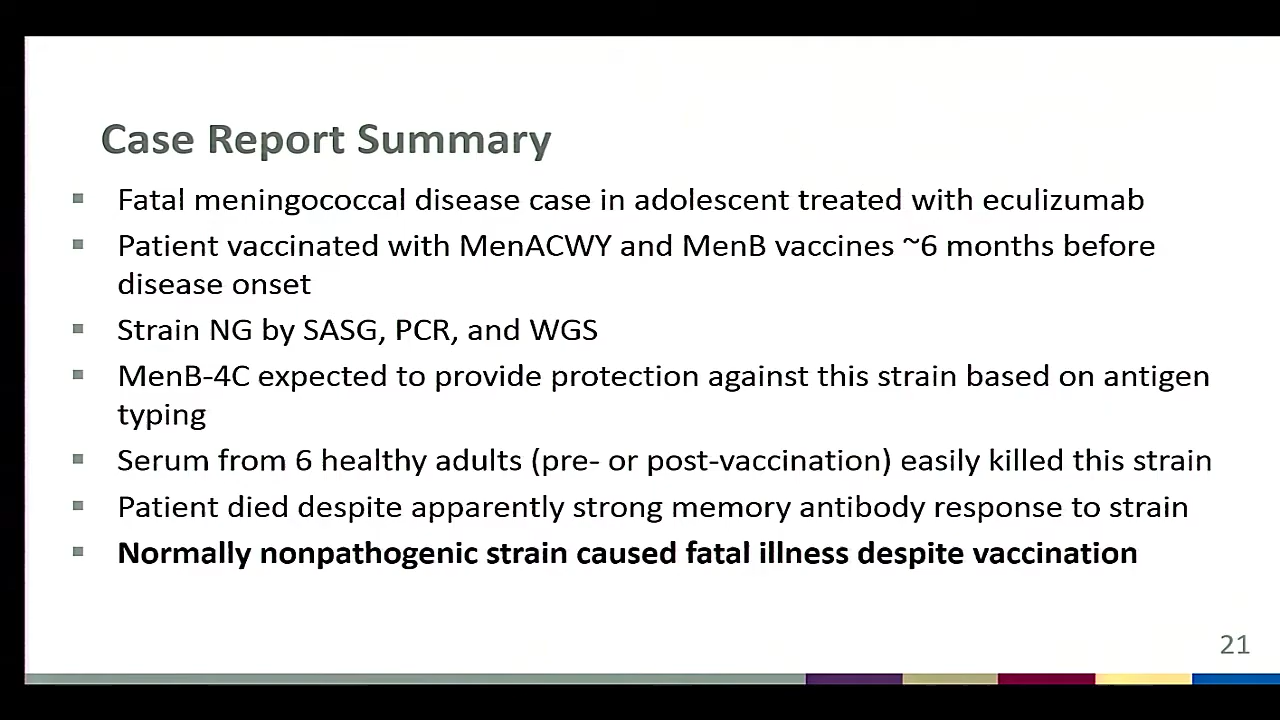 Case Report Summary
▪ Fatal meningococcal disease case in adolescent treated with eculizumab
▪ Patient vaccinated with MenACWY and MenB vaccines ~6 months before
disease onset
▪ Strain NG by SASG, PCR, and WGS
▪ MenB-4C expected to provide protection against this strain based on antigen
typing
▪ Serum from 6 healthy adults (pre- or post-vaccination) easily killed this strain
▪ Patient died despite apparently strong memory antibody response to strain
▪ Normally nonpathogenic strain caused fatal illness despite vaccination
21